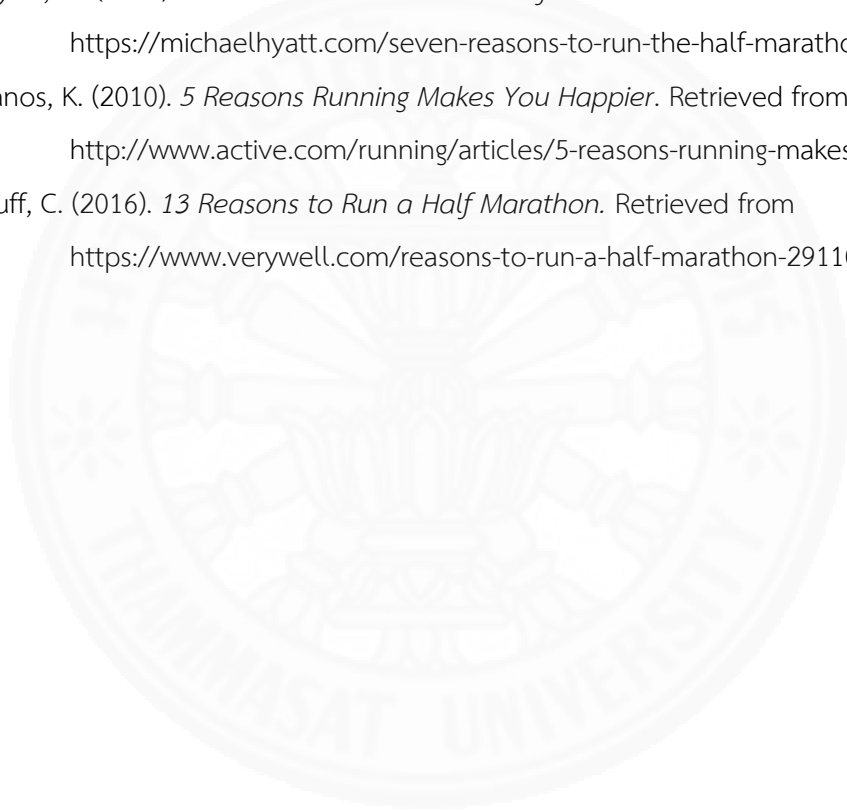 https://michaelhyatt.com/seven-reasons-to-run-the-half-maratho
anos, K. (2010). 5 Reasons Running Makes You Happier. Retrieved from
http://www.active.com/running/articles/5-reasons-running-makes
uff, C. (2016). 13 Reasons to Run a Half Marathon. Retrieved from
https://www.verywell.com/reasons-to-run-a-half-marathon-2911
THAMMASAT UNIVERSITY